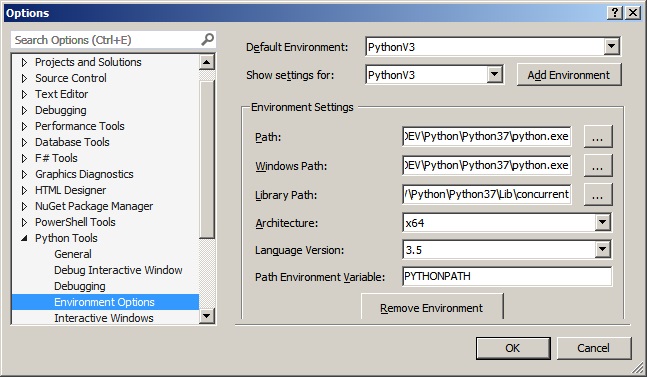 Options
Search Options (Ctrl+E)
Projects and Solutions
Source Control
Text Editor
Debugging
Performance Tools
Database Tools
F# Tools
Graphics Diagnostics
HTML Designer
NuGet Package Manager
PowerShell Tools
Python Tools
General
Debug Interactive Window
Debugging
Environment Options
Interactive Windows
Default Environment: PythonV3
Show settings for: PythonV3 Add Environment
Environment Settings
Path: DEV\Python\Python37\python.exe ...
Windows Path: DEV\Python\Python37\python.exe ...
Library Path: /\Python\Python37\Lib\concurrent ...
Architecture: x64
Language Version: 3.5
Path Environment Variable: PYTHONPATH
Remove Environment
OK Cancel